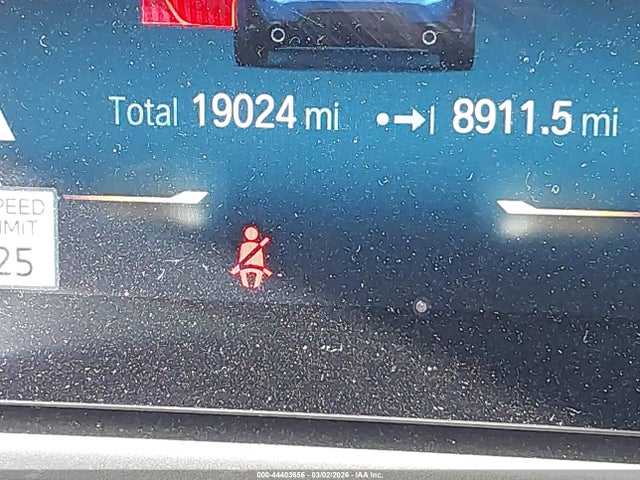 Total 19024 mi 8911.5 mi
PEED
MIT
25
000-44403656 - 03/02/2026 - IAA Inc.